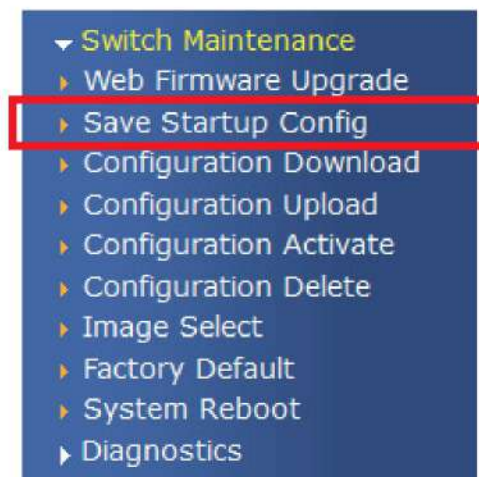 Switch Maintenance
Web Firmware Upgrade
Save Startup Config
Configuration Download
Configuration Upload
Configuration Activate
Configuration Delete
Image Select
Factory Default
System Reboot
Diagnostics